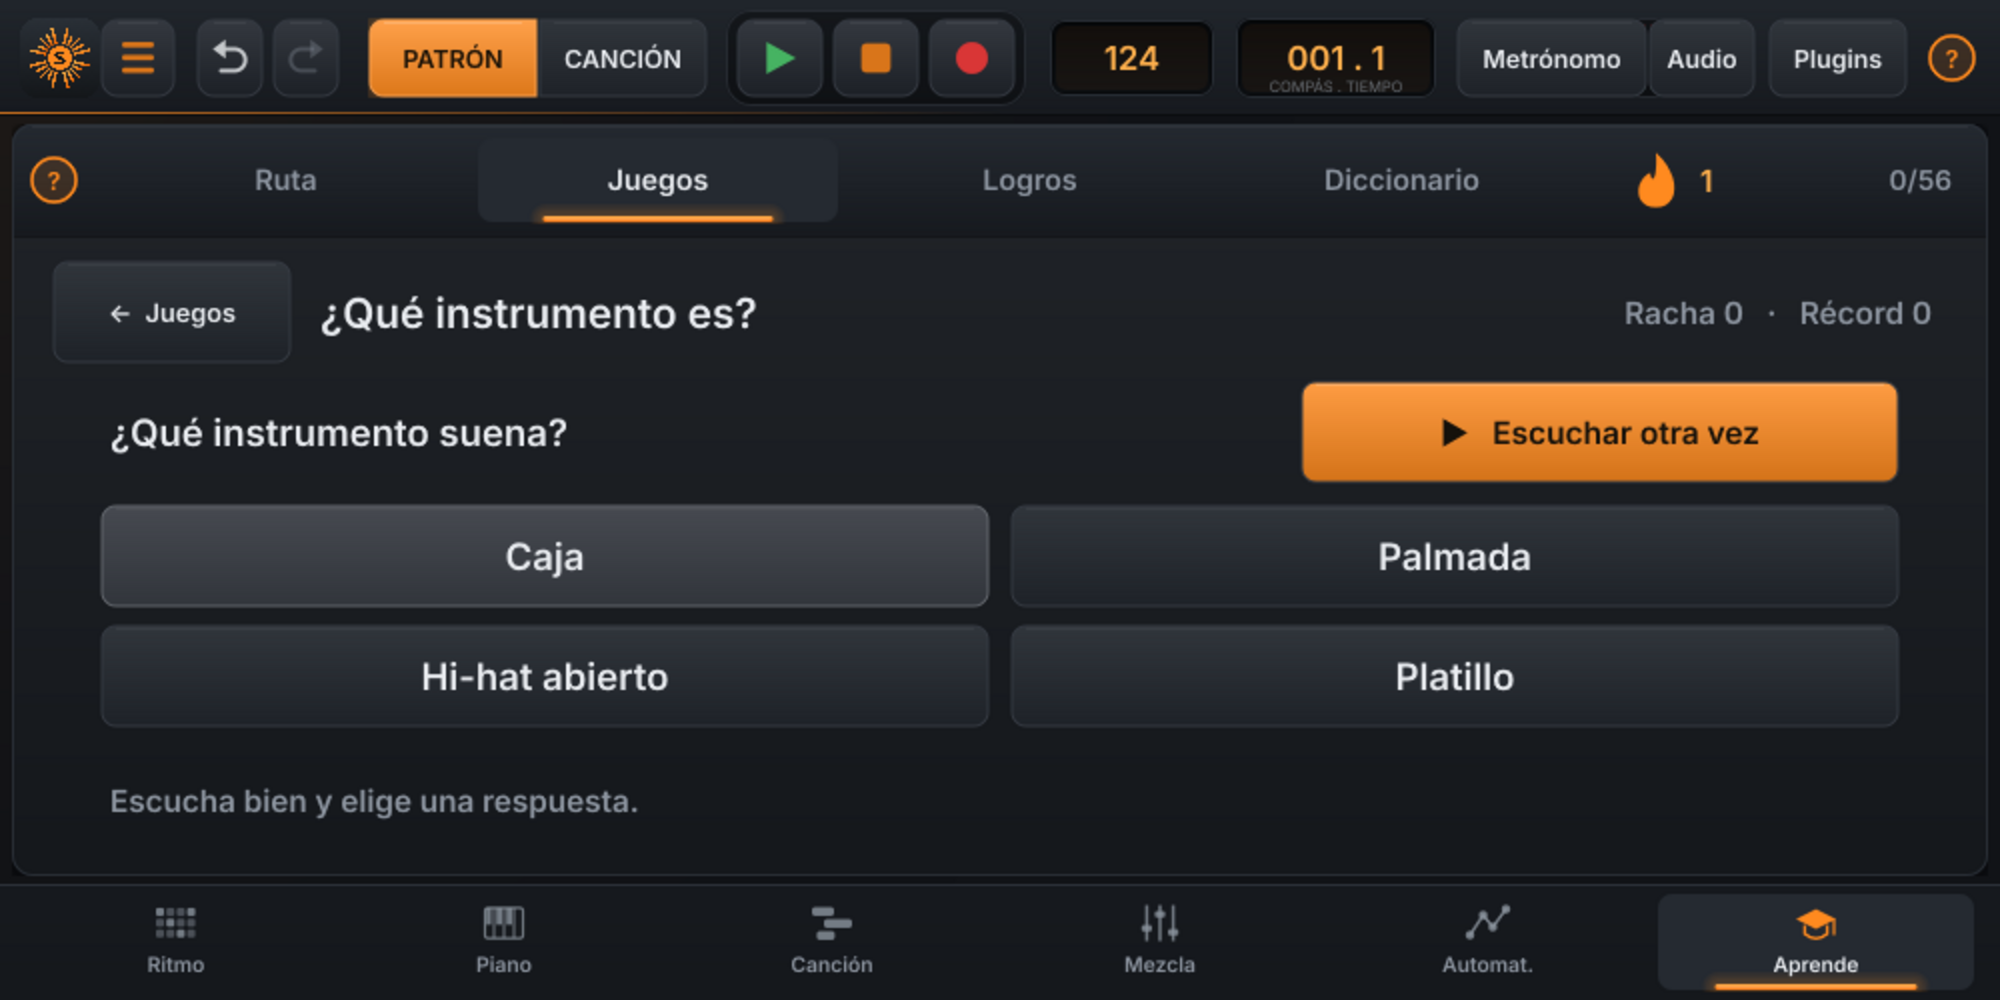 S
PATRÓN
CANCIÓN
124
001.1
COMPÁS . TIEMPO
Metrónomo
Audio
Plugins
?
?
Ruta
Juegos
Logros
Diccionario
1
0/56
← Juegos
¿Qué instrumento es?
Racha 0 · Récord 0
¿Qué instrumento suena?
Escuchar otra vez
Caja
Palmada
Hi-hat abierto
Platillo
Escucha bien y elige una respuesta.
Ritmo
Piano
Canción
Mezcla
Automat.
Aprende